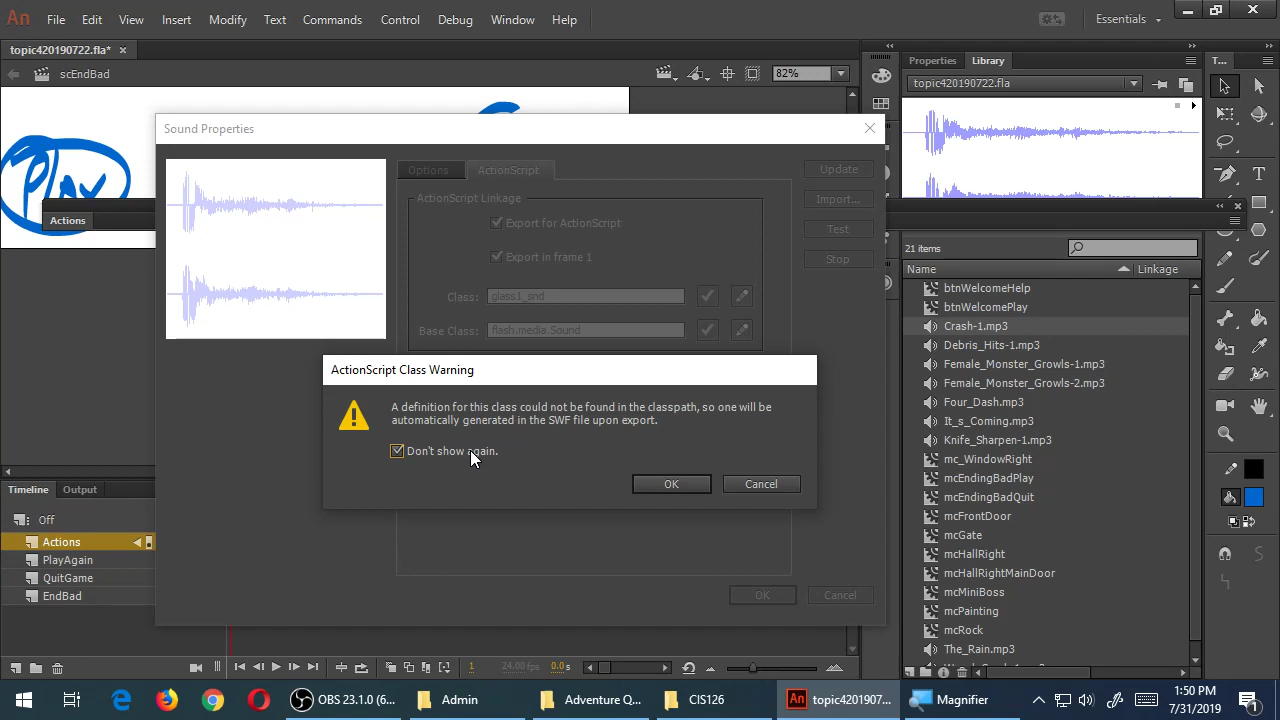 An File Edit View Insert Modify Text Commands Control Debug Window Help Essentials
topic420190722.fla* ×
scEndBad 82%
Properties Library T...
topic420190722.fla
Play
Actions
Sound Properties
Options ActionScript
ActionScript Linkage
Export for ActionScript
Export in frame 1
Class: glass1_snd
Base Class: flash.media.Sound
Update
Import...
Test
Stop
ActionScript Class Warning
A definition for this class could not be found in the classpath, so one will be
automatically generated in the SWF file upon export.
Don't show again.
OK Cancel
OK Cancel
21 items
Name Linkage
btnWelcomeHelp
btnWelcomePlay
Crash-1.mp3
Debris_Hits-1.mp3
Female_Monster_Growls-1.mp3
Female_Monster_Growls-2.mp3
Four_Dash.mp3
It_s_Coming.mp3
Knife_Sharpen-1.mp3
mc_WindowRight
mcEndingBadPlay
mcEndingBadQuit
mcFrontDoor
mcGate
mcHallRight
mcHallRightMainDoor
mcMiniBoss
mcPainting
mcRock
The_Rain.mp3
Timeline Output
Off
Actions
PlayAgain
QuitGame
EndBad
1 24.00 fps 0.0 s
OBS 23.1.0 (6... Admin Adventure Q... CIS126 An topic4201907... Magnifier
1:50 PM
7/31/2019
1